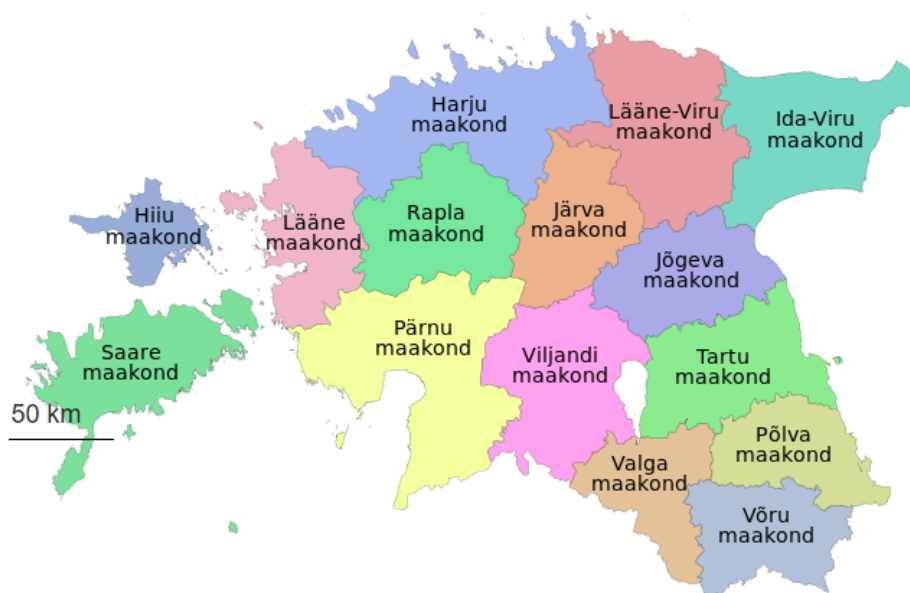 Harju
maakond
Lääne-Viru
maakond
Ida-Viru
maakond
Hiiu
maakond
Lääne
maakond
Rapla
maakond
Järva
maakond
Jõgeva
maakond
Saare
maakond
Pärnu
maakond
Viljandi
maakond
Tartu
maakond
50 km
Valga
maakond
Põlva
maakond
Võru
maakond